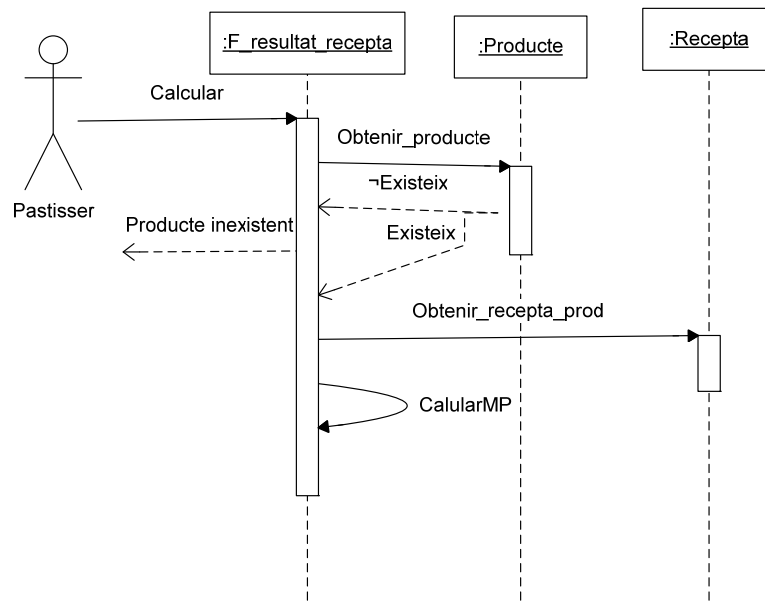 :F_resultat_recepta
:Producte
:Recepta
Calcular
Obtenir_producte
¬Existeix
Pastisser
Producte inexistent
Existeix
Obtenir_recepta_prod
CalularMP